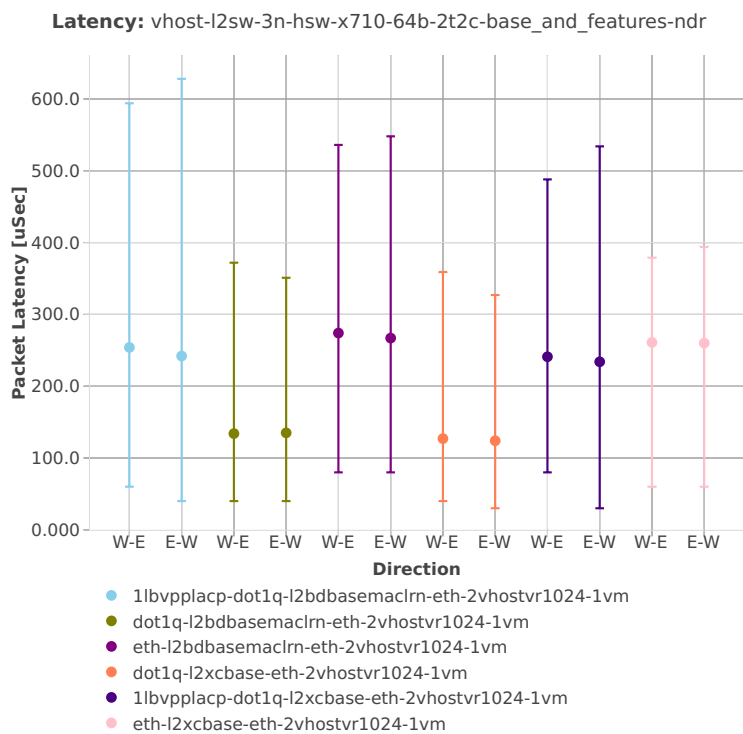 Latency: vhost-l2sw-3n-hsw-x710-64b-2t2c-base_and_features-ndr
Packet Latency [uSec]
600.0
500.0
400.0
300.0
200.0
100.0
0.000
W-E E-W W-E E-W W-E E-W W-E E-W W-E E-W W-E E-W
Direction
1lbvpplacp-dot1q-l2bdbasemaclrn-eth-2vhostvr1024-1vm
dot1q-l2bdbasemaclrn-eth-2vhostvr1024-1vm
eth-l2bdbasemaclrn-eth-2vhostvr1024-1vm
dot1q-l2xcbase-eth-2vhostvr1024-1vm
1lbvpplacp-dot1q-l2xcbase-eth-2vhostvr1024-1vm
eth-l2xcbase-eth-2vhostvr1024-1vm